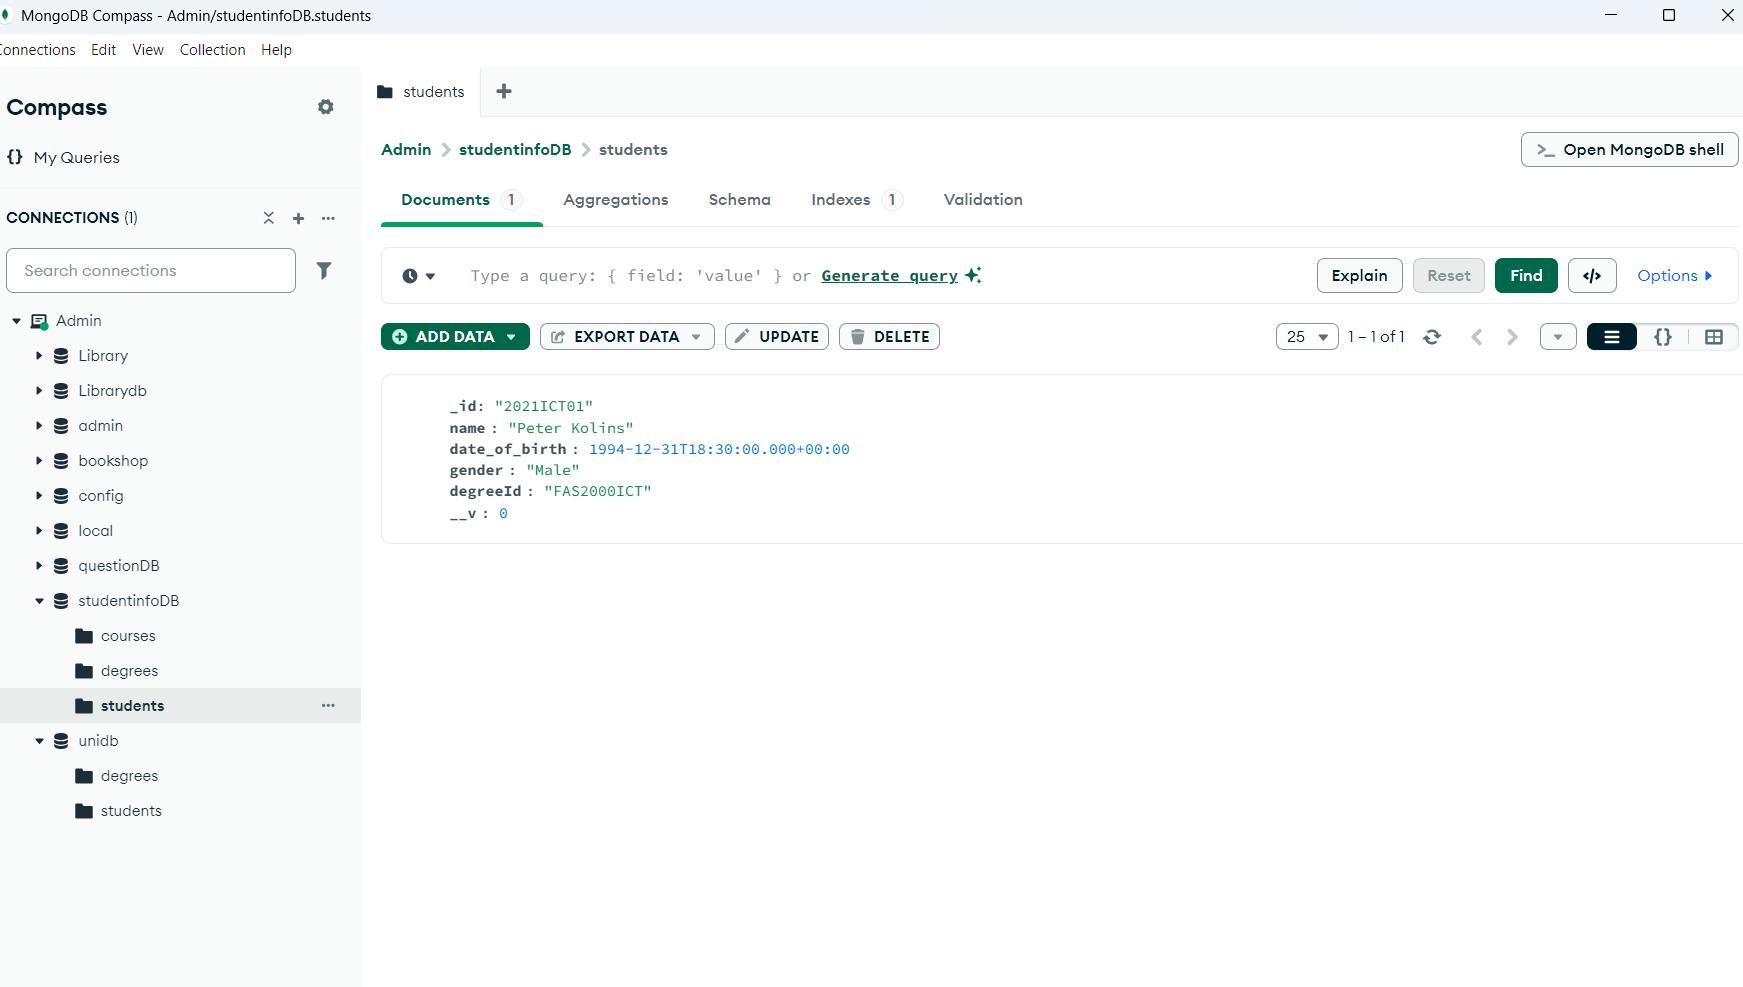 MongoDB Compass - Admin/studentinfoDB.students
Connections Edit View Collection Help
Compass
{} My Queries
CONNECTIONS (1)
Search connections
Admin
Library
Librarydb
admin
bookshop
config
local
questionDB
studentinfoDB
courses
degrees
students
unidb
degrees
students
students
Admin > studentinfoDB > students
>_ Open MongoDB shell
Documents 1 Aggregations Schema Indexes 1 Validation
Type a query: { field: 'value' } or Generate query
Explain Reset Find </> Options
ADD DATA EXPORT DATA UPDATE DELETE
25 1 – 1 of 1 {}
_id: "2021ICT01"
name : "Peter Kolins"
date_of_birth : 1994-12-31T18:30:00.000+00:00
gender : "Male"
degreeId : "FAS2000ICT"
__v : 0